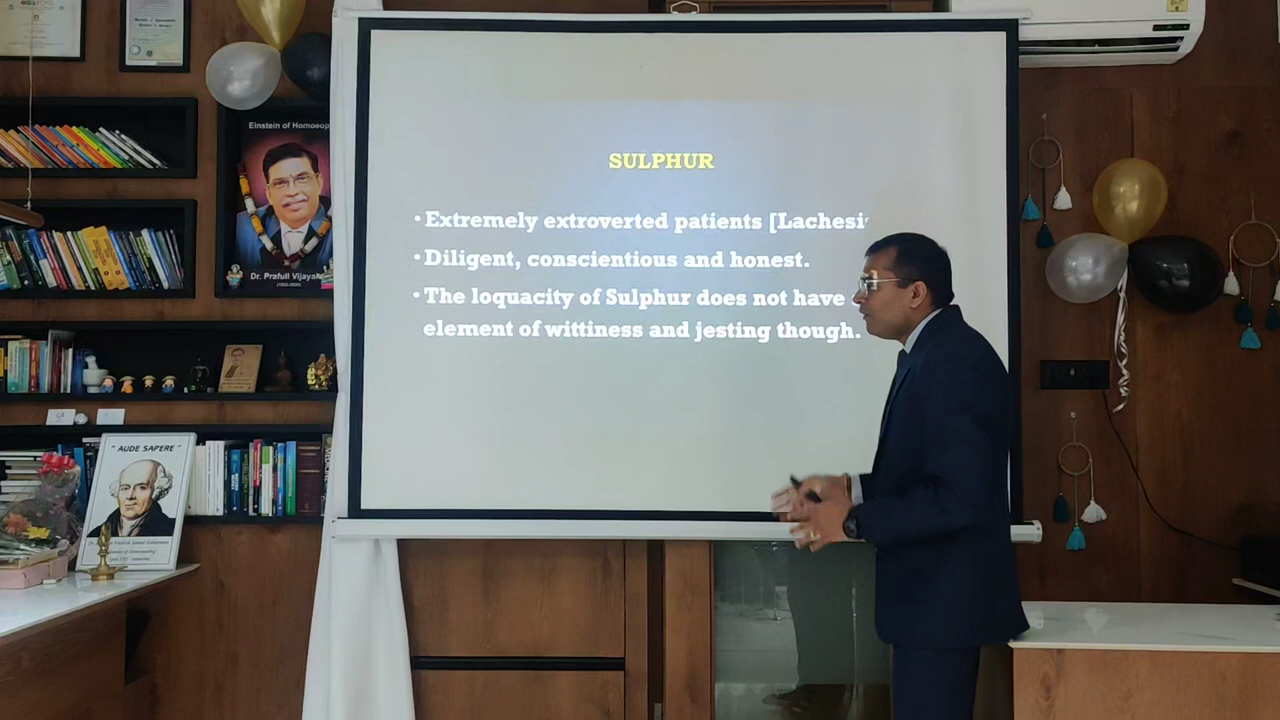 Einstein of Homoeop
SULPHUR
• Extremely extroverted patients [Lachesi
• Diligent, conscientious and honest.
• The loquacity of Sulphur does not have
element of wittiness and jesting though.
Dr. Prafull Vijaya
" AUDE SAPERE "